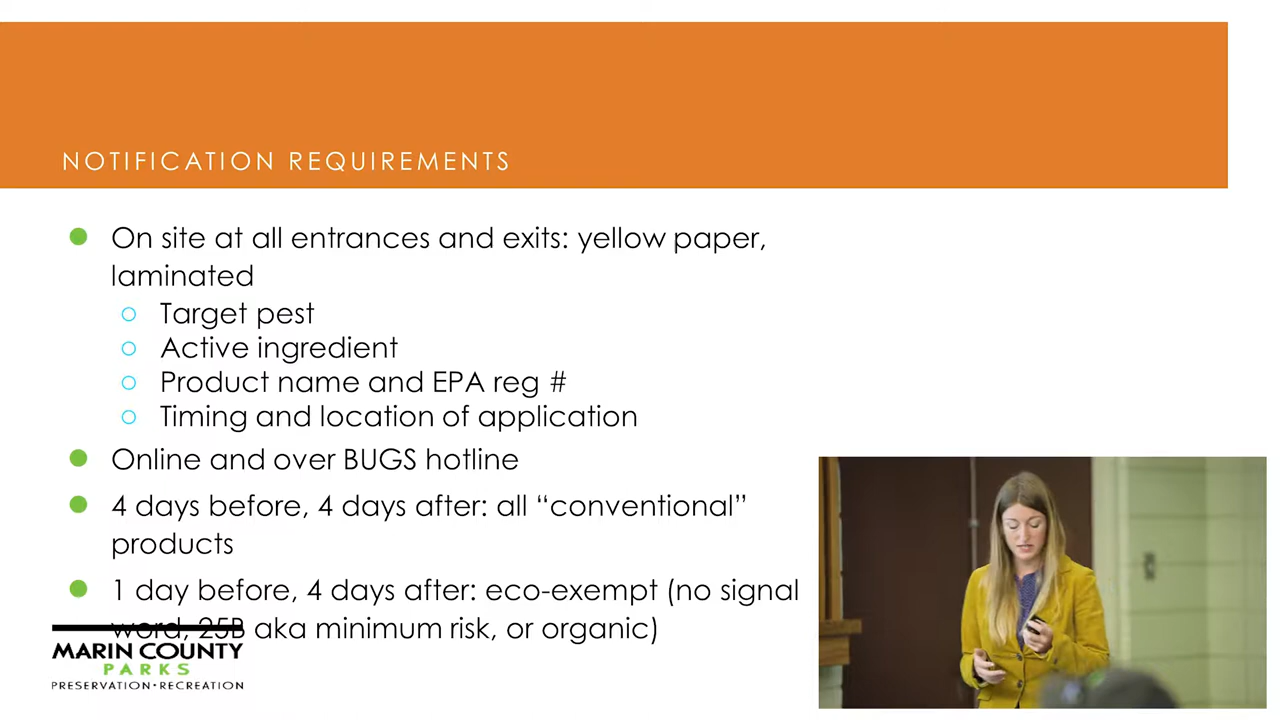 NOTIFICATION REQUIREMENTS
On site at all entrances and exits: yellow paper,
laminated
Target pest
Active ingredient
Product name and EPA reg #
Timing and location of application
Online and over BUGS hotline
4 days before, 4 days after: all “conventional”
products
1 day before, 4 days after: eco-exempt (no signal
word, 25B aka minimum risk, or organic)
MARIN COUNTY
PARKS
PRESERVATION•RECREATION